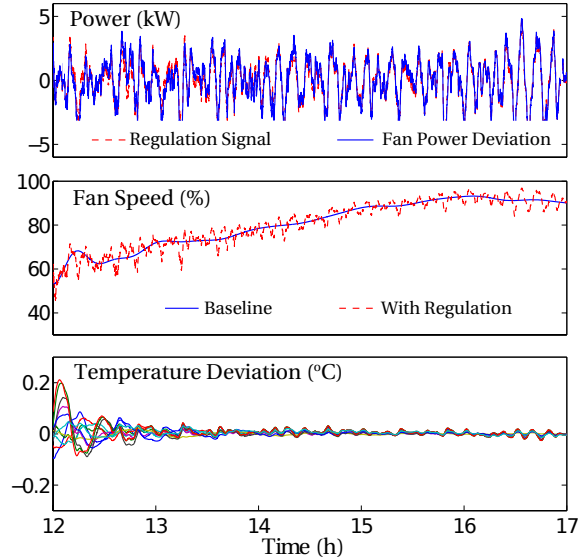 Power (kW)
5
0
−5
Regulation Signal
Fan Power Deviation
100
80
60
40
Fan Speed (%)
Baseline
With Regulation
Temperature Deviation (ºC)
0.2
0
−0.2
12
13
14
15
16
17
Time (h)